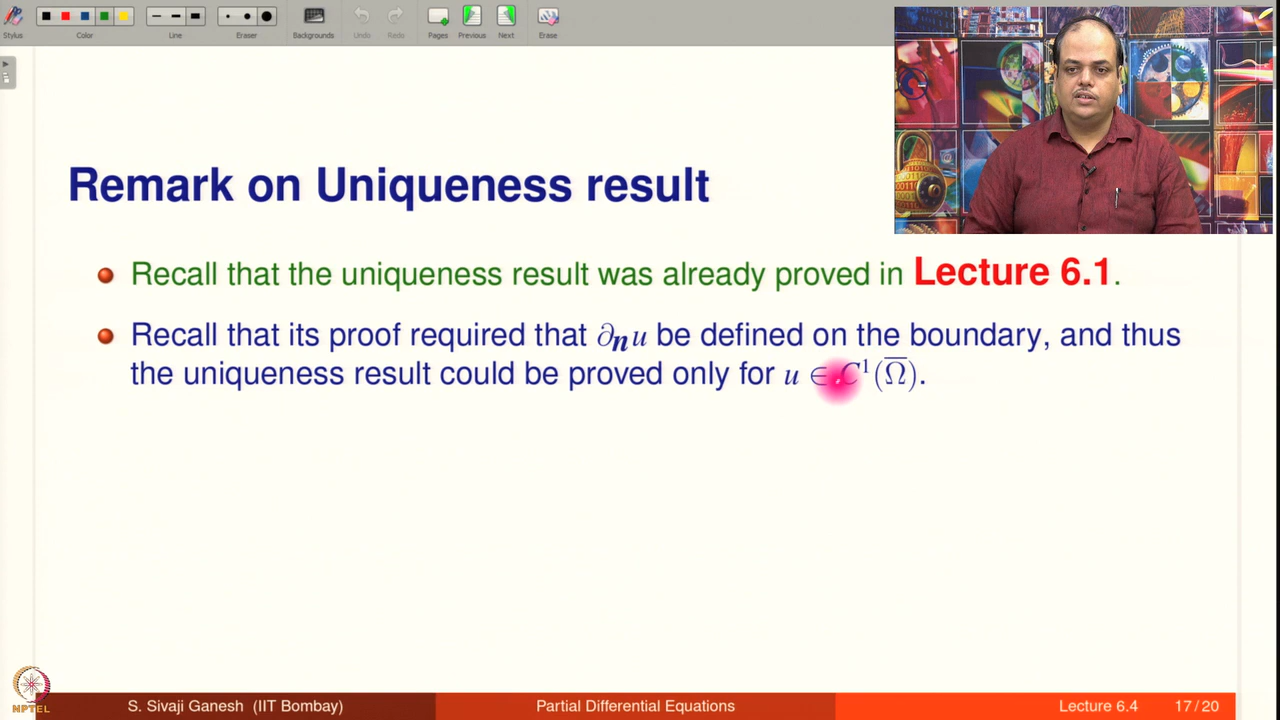 Stylus
Color
Line
Eraser
Backgrounds
Undo
Redo
Pages
Previous
Next
Erase
Remark on Uniqueness result
Recall that the uniqueness result was already proved in Lecture 6.1.
Recall that its proof required that ∂ₙu be defined on the boundary, and thus
the uniqueness result could be proved only for u ∈ C¹(Ω̅).
NPTEL
S. Sivaji Ganesh (IIT Bombay)
Partial Differential Equations
Lecture 6.4
17 / 20